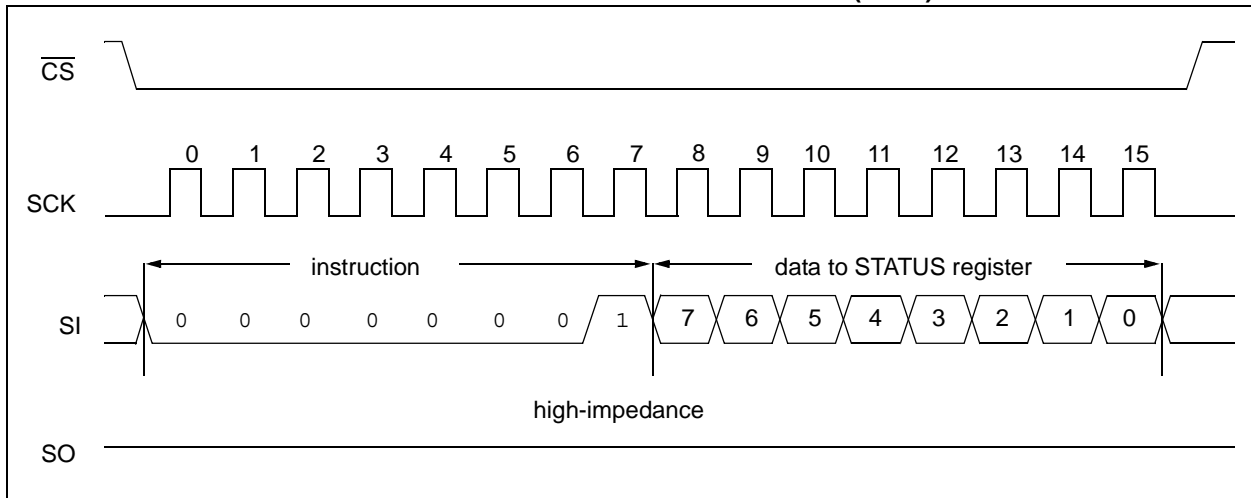 CS
0 1 2 3 4 5 6 7 8 9 10 11 12 13 14 15
SCK
instruction data to STATUS register
SI 0 0 0 0 0 0 0 1 7 6 5 4 3 2 1 0
high-impedance
SO